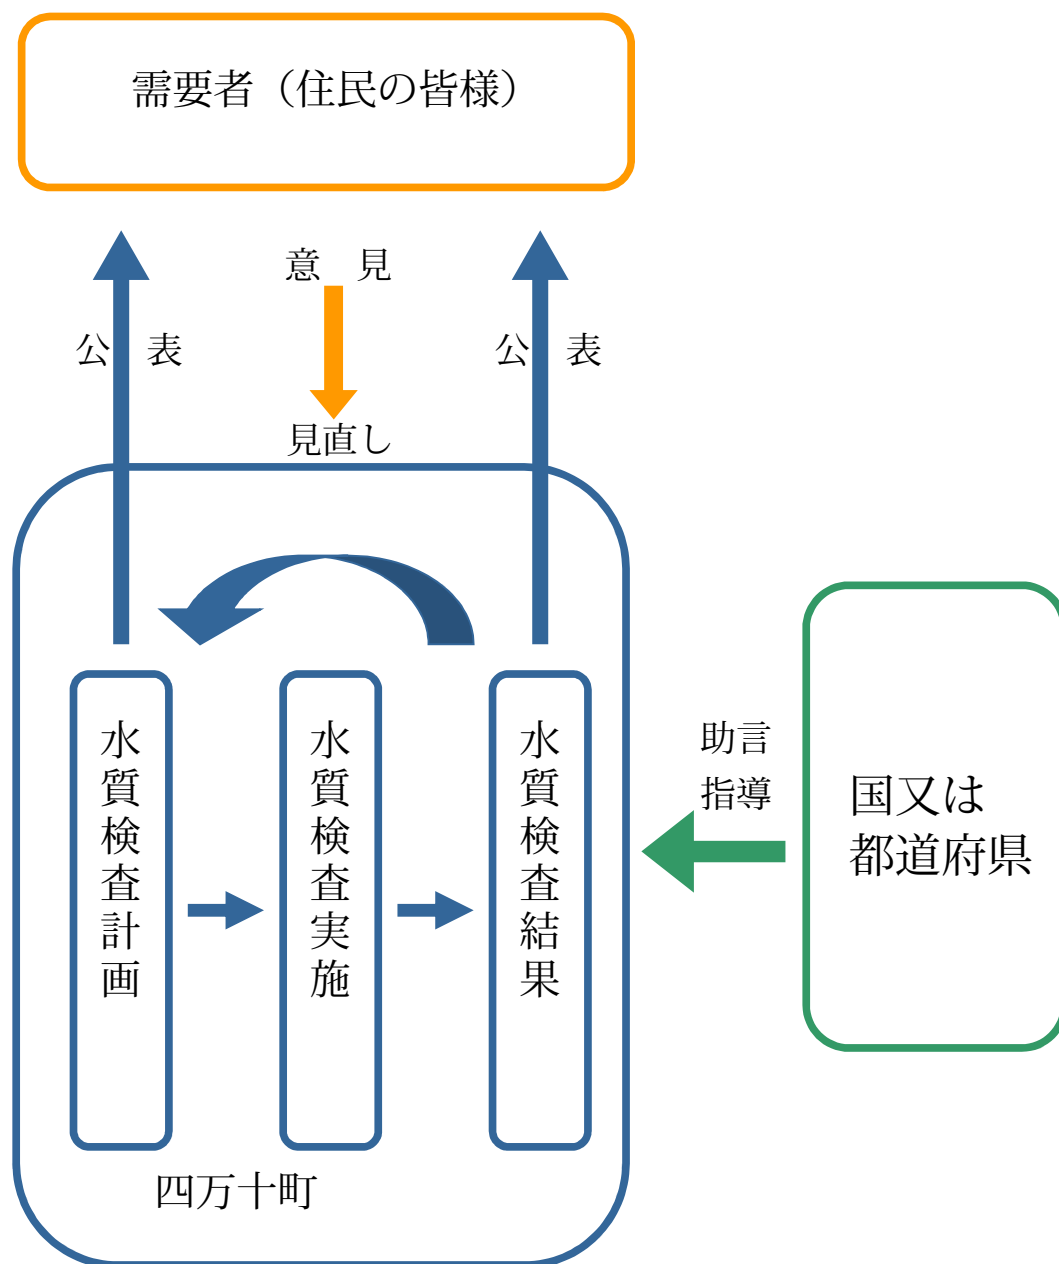 需要者（住民の皆様）
意　見
公　表
公　表
見直し
水質検査計画
水質検査実施
水質検査結果
助言
指導
国又は
都道府県
四万十町